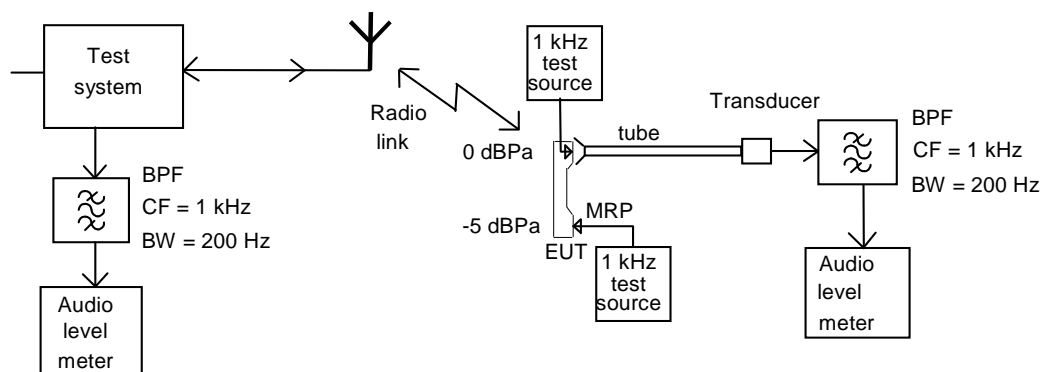 Test
system
BPF
CF = 1 kHz
BW = 200 Hz
Audio
level
meter
Radio
link
1 kHz
test
source
0 dBPa
-5 dBPa
MRP
EUT
1 kHz
test
source
tube
Transducer
BPF
CF = 1 kHz
BW = 200 Hz
Audio
level
meter